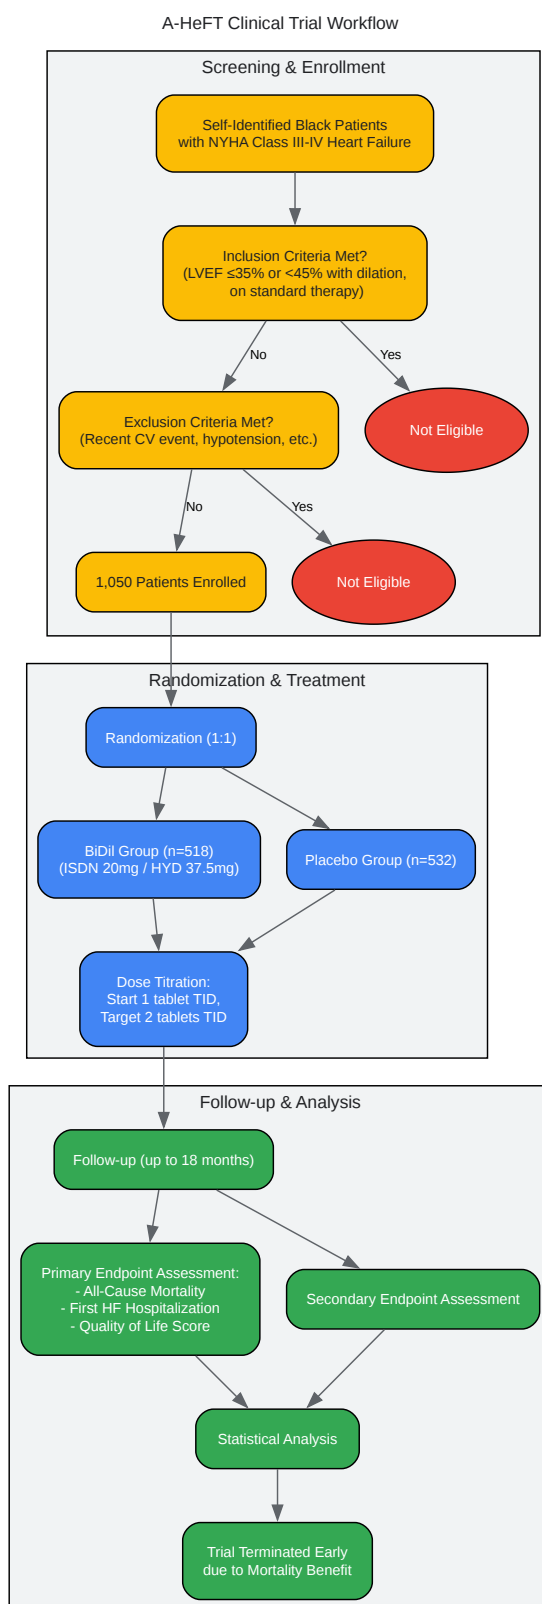 A-HeFT Clinical Trial Workflow
Screening & Enrollment
Self-Identified Black Patients
with NYHA Class III-IV Heart Failure
Inclusion Criteria Met?
(LVEF ≤35% or <45% with dilation,
on standard therapy)
No
Yes
Exclusion Criteria Met?
(Recent CV event, hypotension, etc.)
Not Eligible
No
Yes
1,050 Patients Enrolled
Not Eligible
Randomization & Treatment
Randomization (1:1)
BiDil Group (n=518)
(ISDN 20mg / HYD 37.5mg)
Placebo Group (n=532)
Dose Titration:
Start 1 tablet TID,
Target 2 tablets TID
Follow-up & Analysis
Follow-up (up to 18 months)
Primary Endpoint Assessment:
- All-Cause Mortality
- First HF Hospitalization
- Quality of Life Score
Secondary Endpoint Assessment
Statistical Analysis
Trial Terminated Early
due to Mortality Benefit